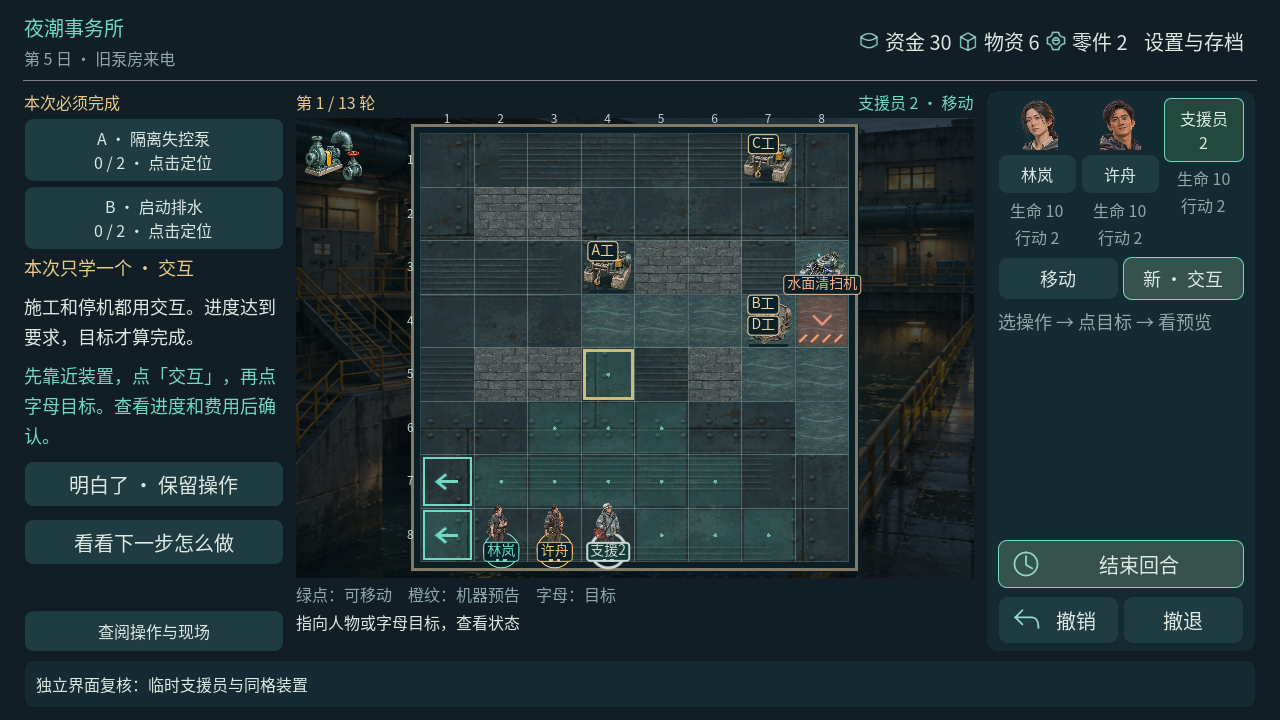 夜潮事务所
第 5 日 · 旧泵房来电
资金 30 物资 6 零件 2 设置与存档
本次必须完成
A · 隔离失控泵
0 / 2 · 点击定位
B · 启动排水
0 / 2 · 点击定位
本次只学一个 · 交互
施工和停机都用交互。进度达到
要求，目标才算完成。
先靠近装置，点「交互」，再点
字母目标。查看进度和费用后确
认。
明白了 · 保留操作
看看下一步怎么做
查阅操作与现场
第 1 / 13 轮
支援员 2 · 移动
1 2 3 4 5 6 7 8
1
2
3
4
5
6
7
8
C工
A工
水面清扫机
B工
D工
林岚
许舟
支援2
绿点：可移动 橙纹：机器预告 字母：目标
指向人物或字母目标，查看状态
林岚
生命 10
行动 2
许舟
生命 10
行动 2
支援员
2
生命 10
行动 2
移动
新 · 交互
选操作 → 点目标 → 看预览
结束回合
撤销
撤退
独立界面复核：临时支援员与同格装置